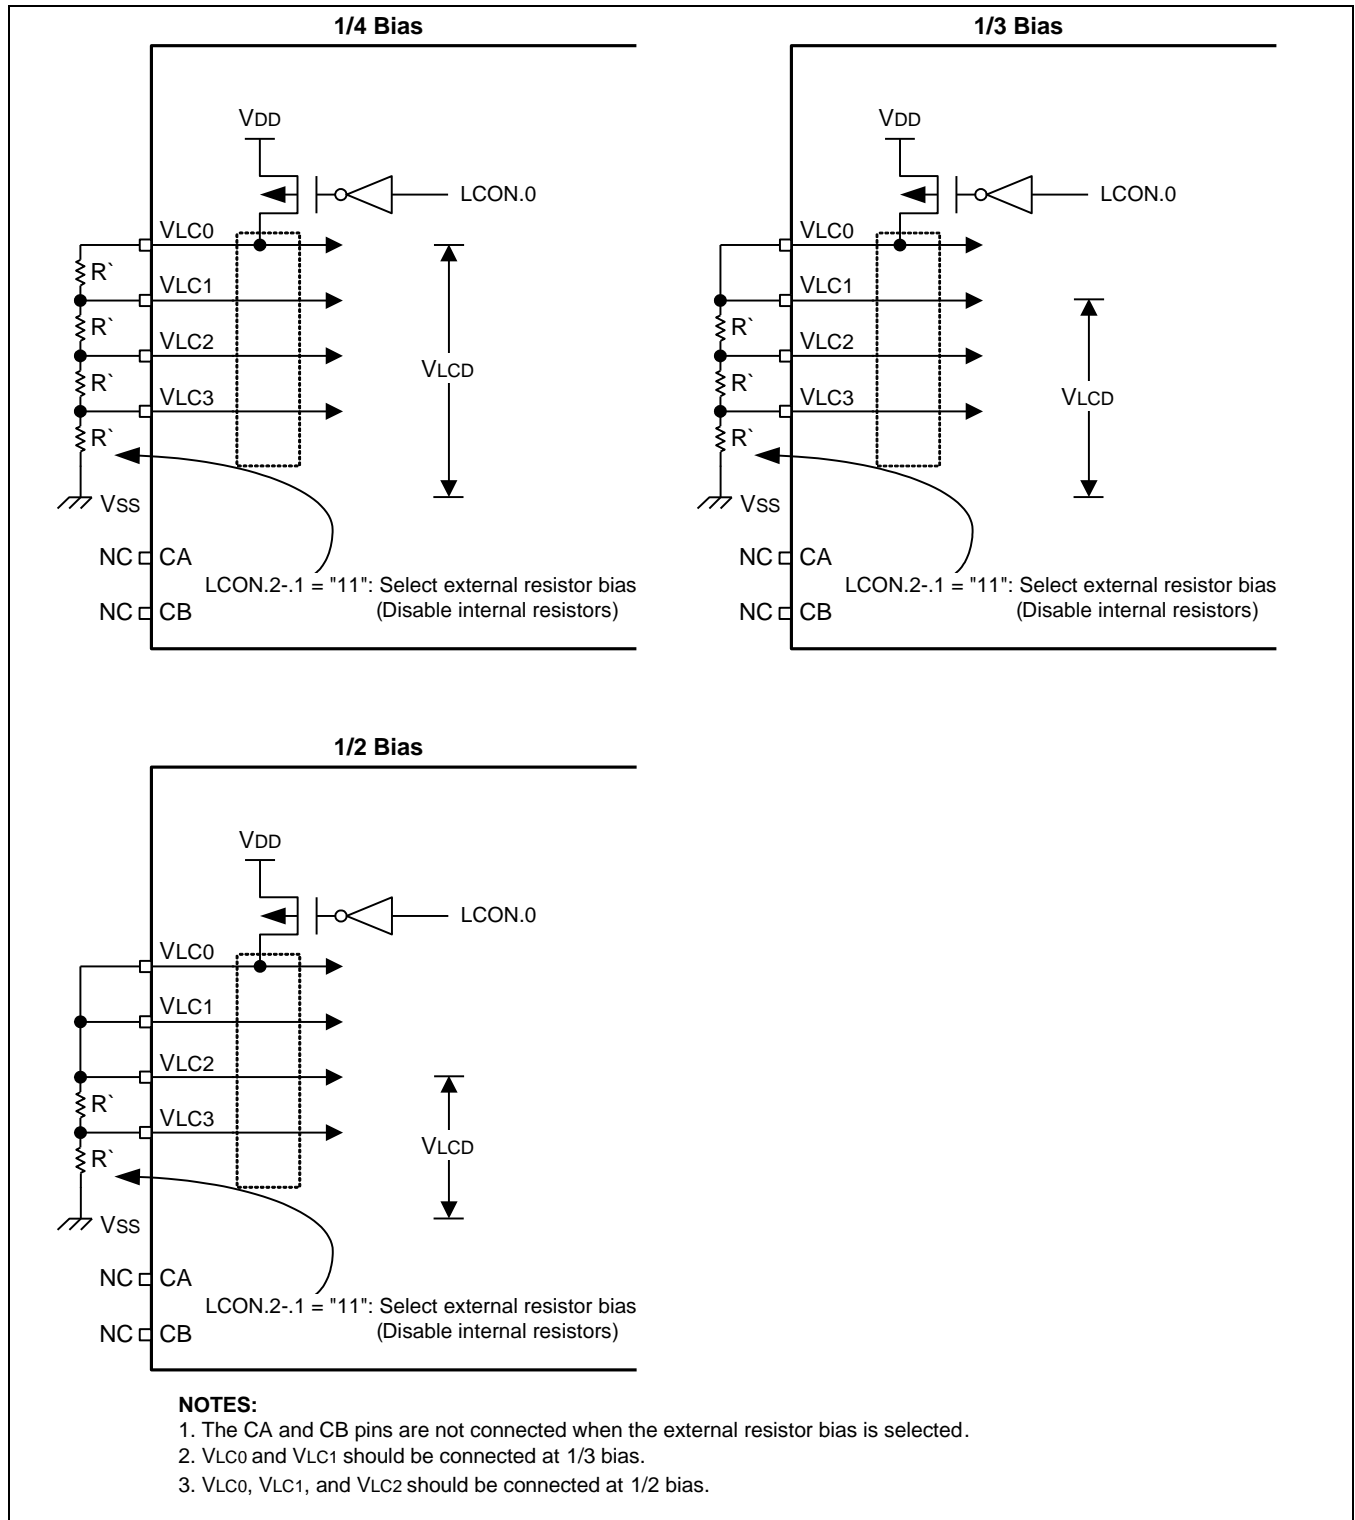 1/4 Bias
VDD
LCON.0
VLC0
R`
VLC1
R`
VLC2
R`
VLCD
VLC3
R`
VSS
NC CA
LCON.2-.1 = "11": Select external resistor bias
(Disable internal resistors)
NC CB
1/3 Bias
VDD
LCON.0
VLC0
VLC1
R`
VLC2
R`
VLCD
VLC3
R`
VSS
NC CA
LCON.2-.1 = "11": Select external resistor bias
(Disable internal resistors)
NC CB
1/2 Bias
VDD
LCON.0
VLC0
VLC1
VLC2
R`
VLC3
VLCD
R`
VSS
NC CA
LCON.2-.1 = "11": Select external resistor bias
(Disable internal resistors)
NC CB
NOTES:
1. The CA and CB pins are not connected when the external resistor bias is selected.
2. VLC0 and VLC1 should be connected at 1/3 bias.
3. VLC0, VLC1, and VLC2 should be connected at 1/2 bias.